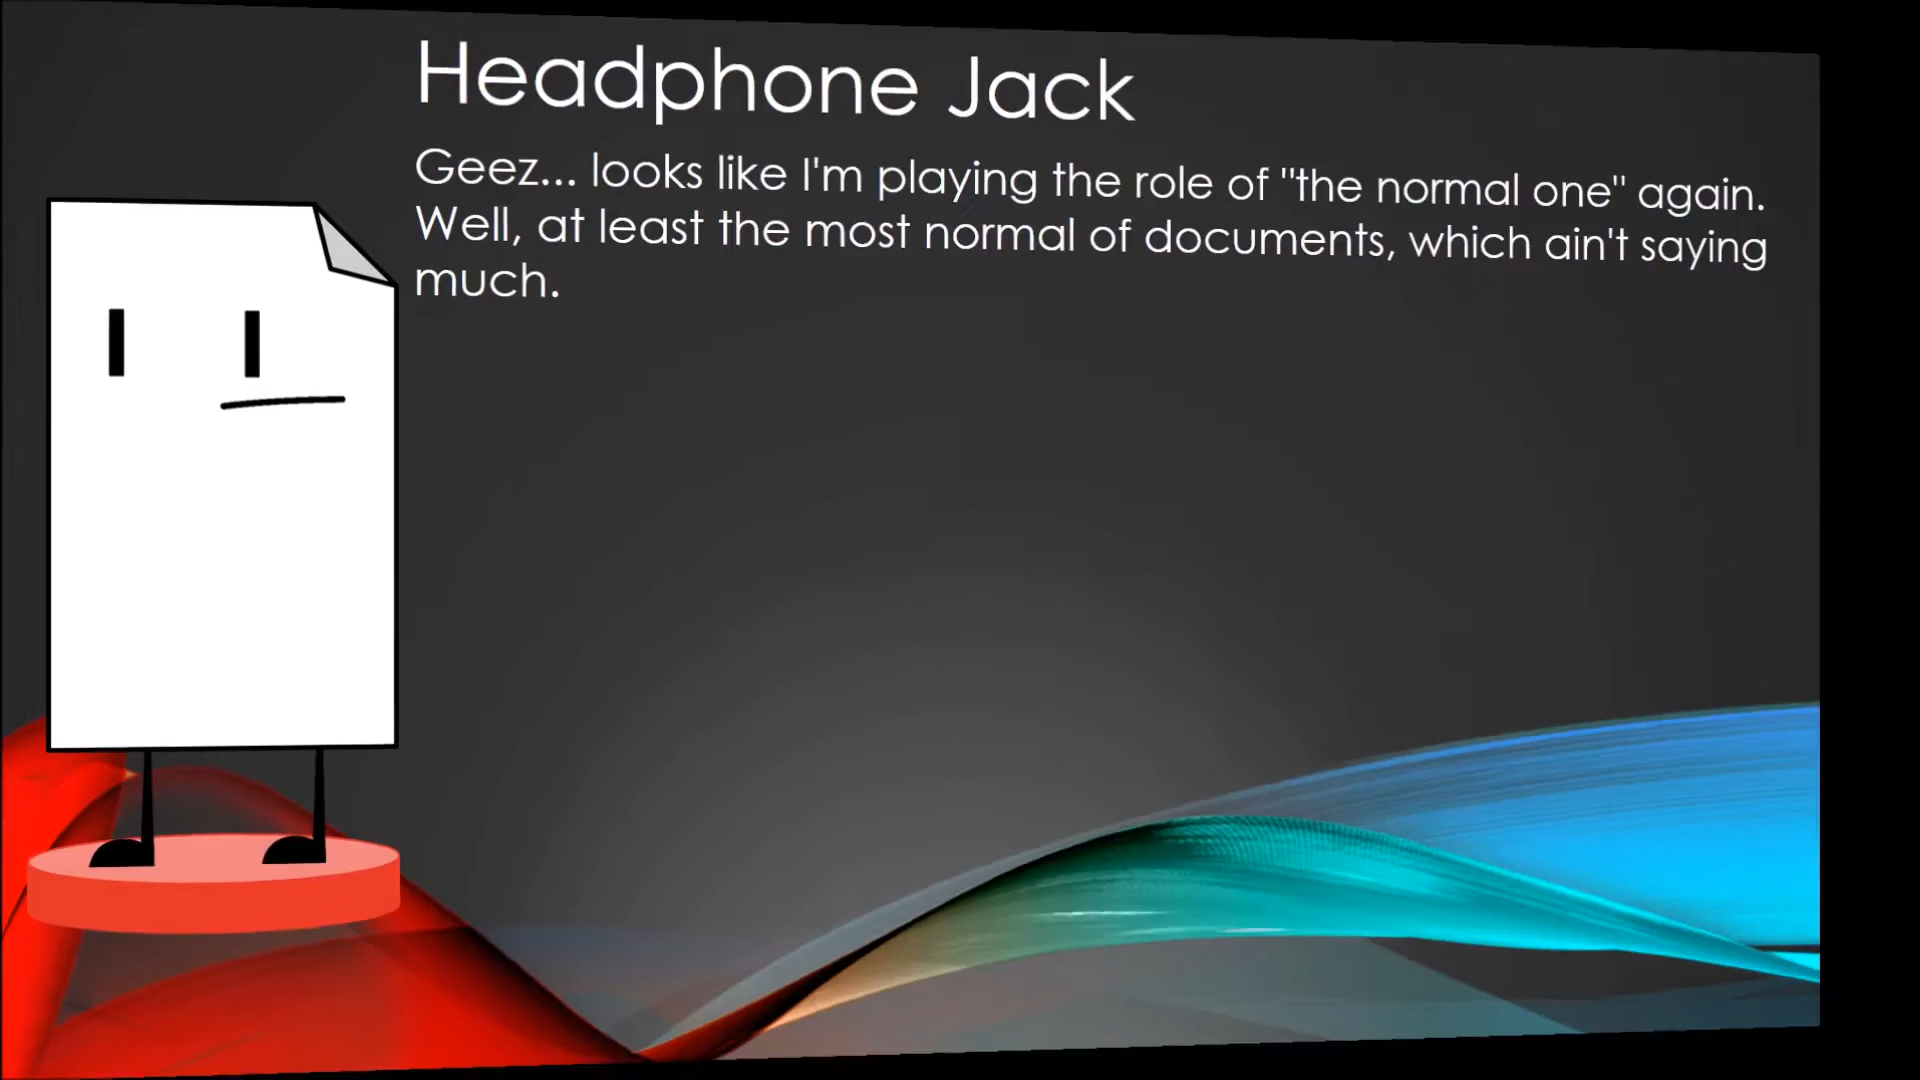 Headphone Jack
Geez... looks like I'm playing the role of "the normal one" again.
Well, at least the most normal of documents, which ain't saying
much.